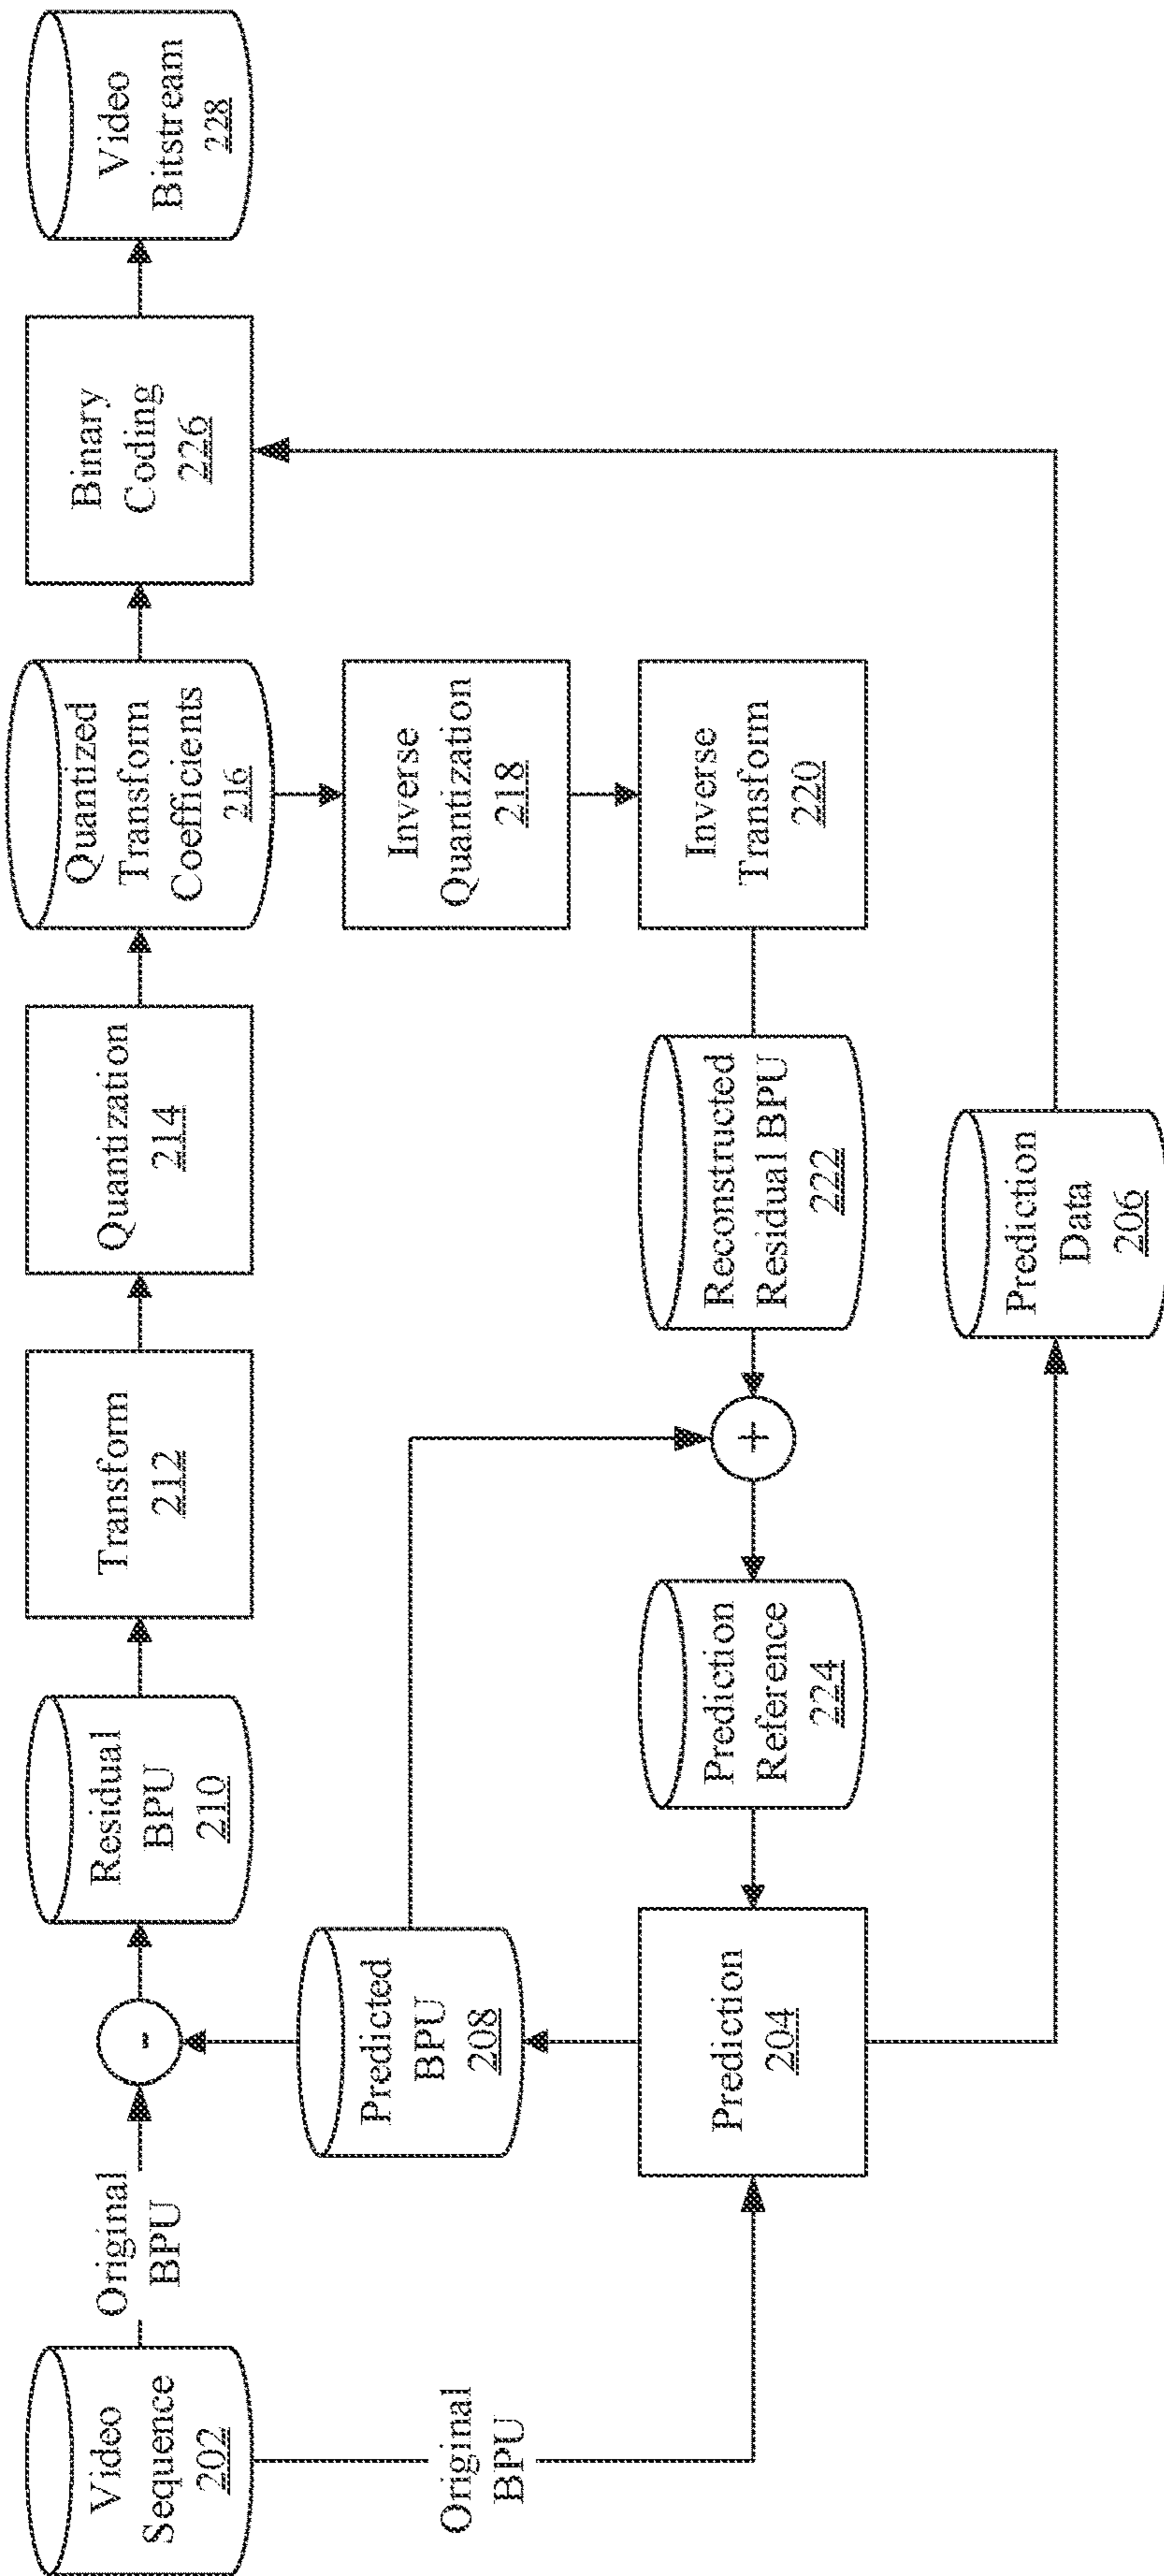 Video
Sequence
202
Original
BPU
-
Residual
BPU
210
Transform
212
Quantization
214
Quantized
Transform
Coefficients
216
Binary
Coding
226
Video
Bitstream
228
Original
BPU
Predicted
BPU
208
Inverse
Quantization
218
Prediction
204
Prediction
Reference
224
+
Reconstructed
Residual BPU
222
Inverse
Transform
220
Prediction
Data
206